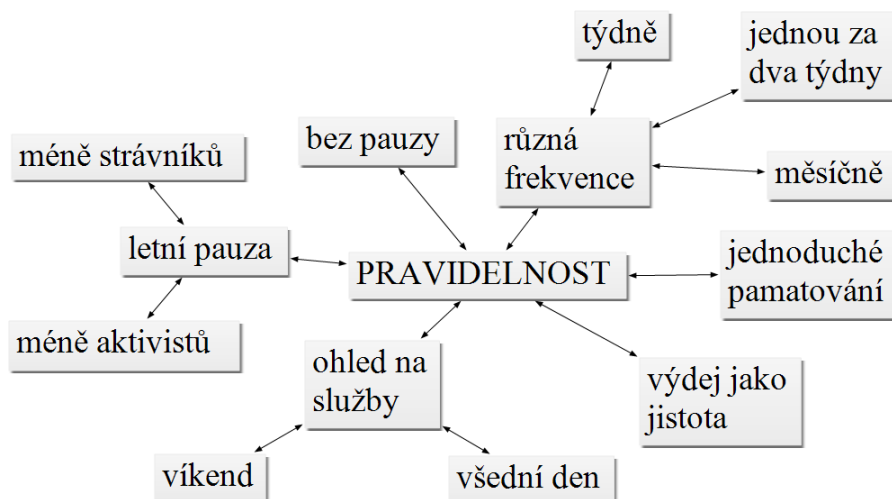 týdně
jednou za
dva týdny
bez pauzy
různá
frekvence
méně strávníků
měsíčně
letní pauza
PRAVIDELNOST
jednoduché
pamatování
méně aktivistů
ohled na
služby
výdej jako
jistota
víkend
všední den